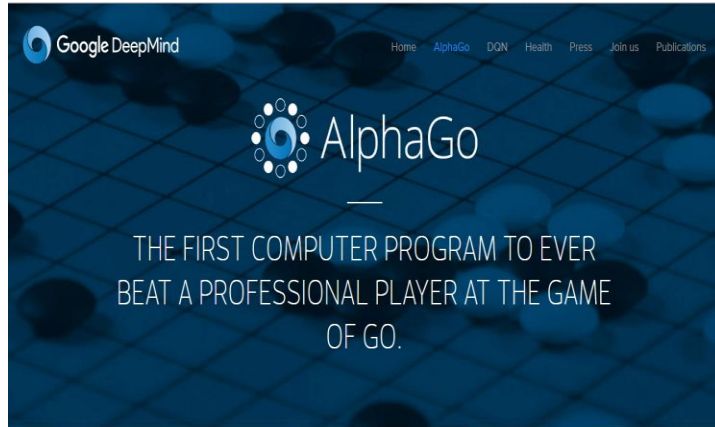 Google DeepMind
Home AlphaGo DQN Health Press Join us Publications
AlphaGo
THE FIRST COMPUTER PROGRAM TO EVER
BEAT A PROFESSIONAL PLAYER AT THE GAME
OF GO.